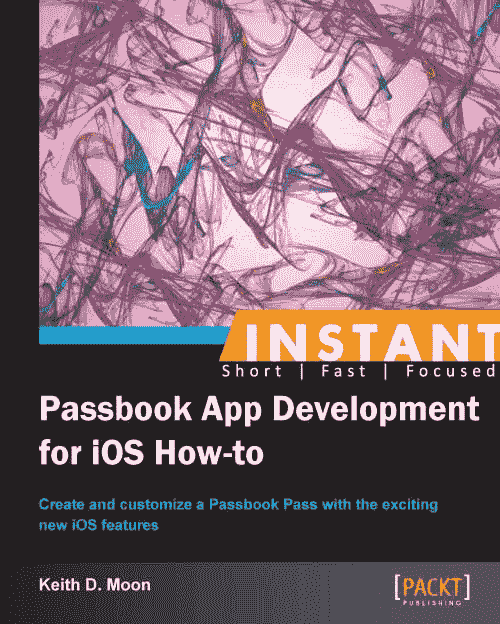 INSTANT
Short | Fast | Focused
Passbook App Development
for iOS How-to
Create and customize a Passbook Pass with the exciting
new iOS features
Keith D. Moon
[PACKT]
PUBLISHING